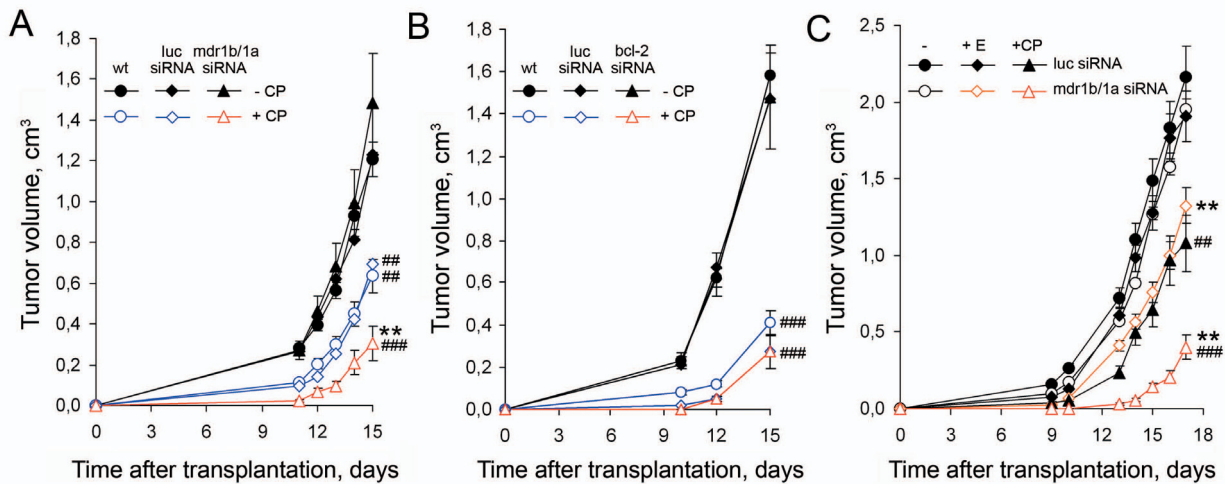 A
Tumor volume, cm³
1,8
1,6
1,4
1,2
1,0
0,8
0,6
0,4
0,2
0,0
luc mdr1b/1a
wt siRNA siRNA
- CP
+ CP
##
##
**
###
0 3 6 9 12 15
Time after transplantation, days
B
Tumor volume, cm³
1,8
1,6
1,4
1,2
1,0
0,8
0,6
0,4
0,2
0,0
luc bcl-2
wt siRNA siRNA
- CP
+ CP
###
###
0 3 6 9 12 15
Time after transplantation, days
C
Tumor volume, cm³
2,5
2,0
1,5
1,0
0,5
0,0
- + E +CP
luc siRNA
mdr1b/1a siRNA
**
##
**
###
0 3 6 9 13 15 18
Time after transplantation, days